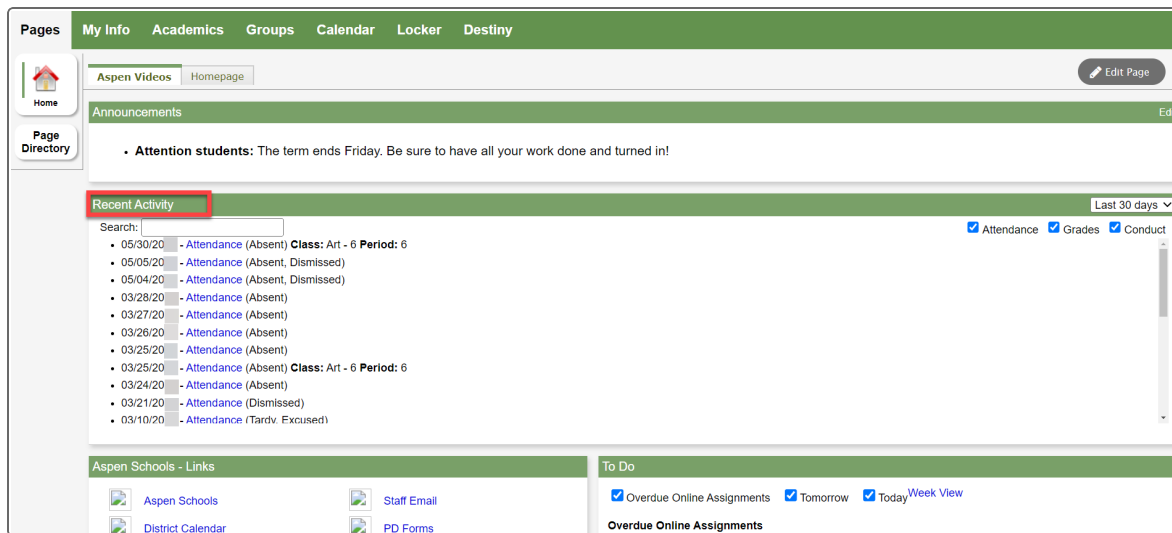 Pages My Info Academics Groups Calendar Locker Destiny
Home
Page
Directory
Aspen Videos Homepage
Edit Page
Announcements
Attention students: The term ends Friday. Be sure to have all your work done and turned in!
Recent Activity Last 30 days
Search: Attendance Grades Conduct
05/30/20 - Attendance (Absent) Class: Art - 6 Period: 6
05/05/20 - Attendance (Absent, Dismissed)
05/04/20 - Attendance (Absent, Dismissed)
03/28/20 - Attendance (Absent)
03/27/20 - Attendance (Absent)
03/26/20 - Attendance (Absent)
03/25/20 - Attendance (Absent)
03/25/20 - Attendance (Absent) Class: Art - 6 Period: 6
03/24/20 - Attendance (Absent)
03/21/20 - Attendance (Dismissed)
03/10/20 - Attendance (Tardy, Excused)
Aspen Schools - Links
Aspen Schools Staff Email
District Calendar PD Forms
To Do
Overdue Online Assignments Tomorrow Today Week View
Overdue Online Assignments